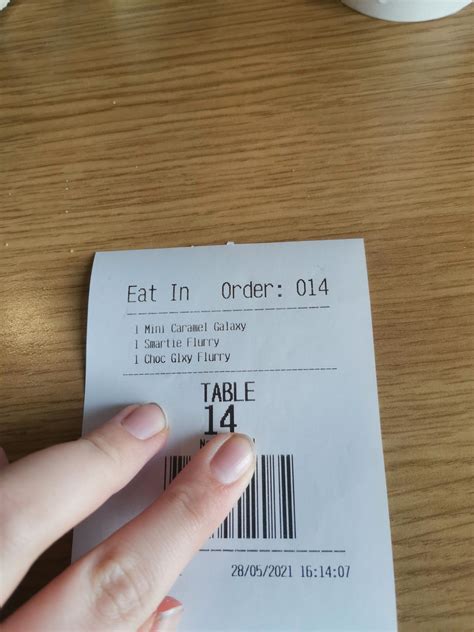 Eat In Order: 014
1 Mini Caramel Galaxy
1 Smartie Flurry
1 Choc Glxy Flurry
TABLE
14
28/05/2021 16:14:07